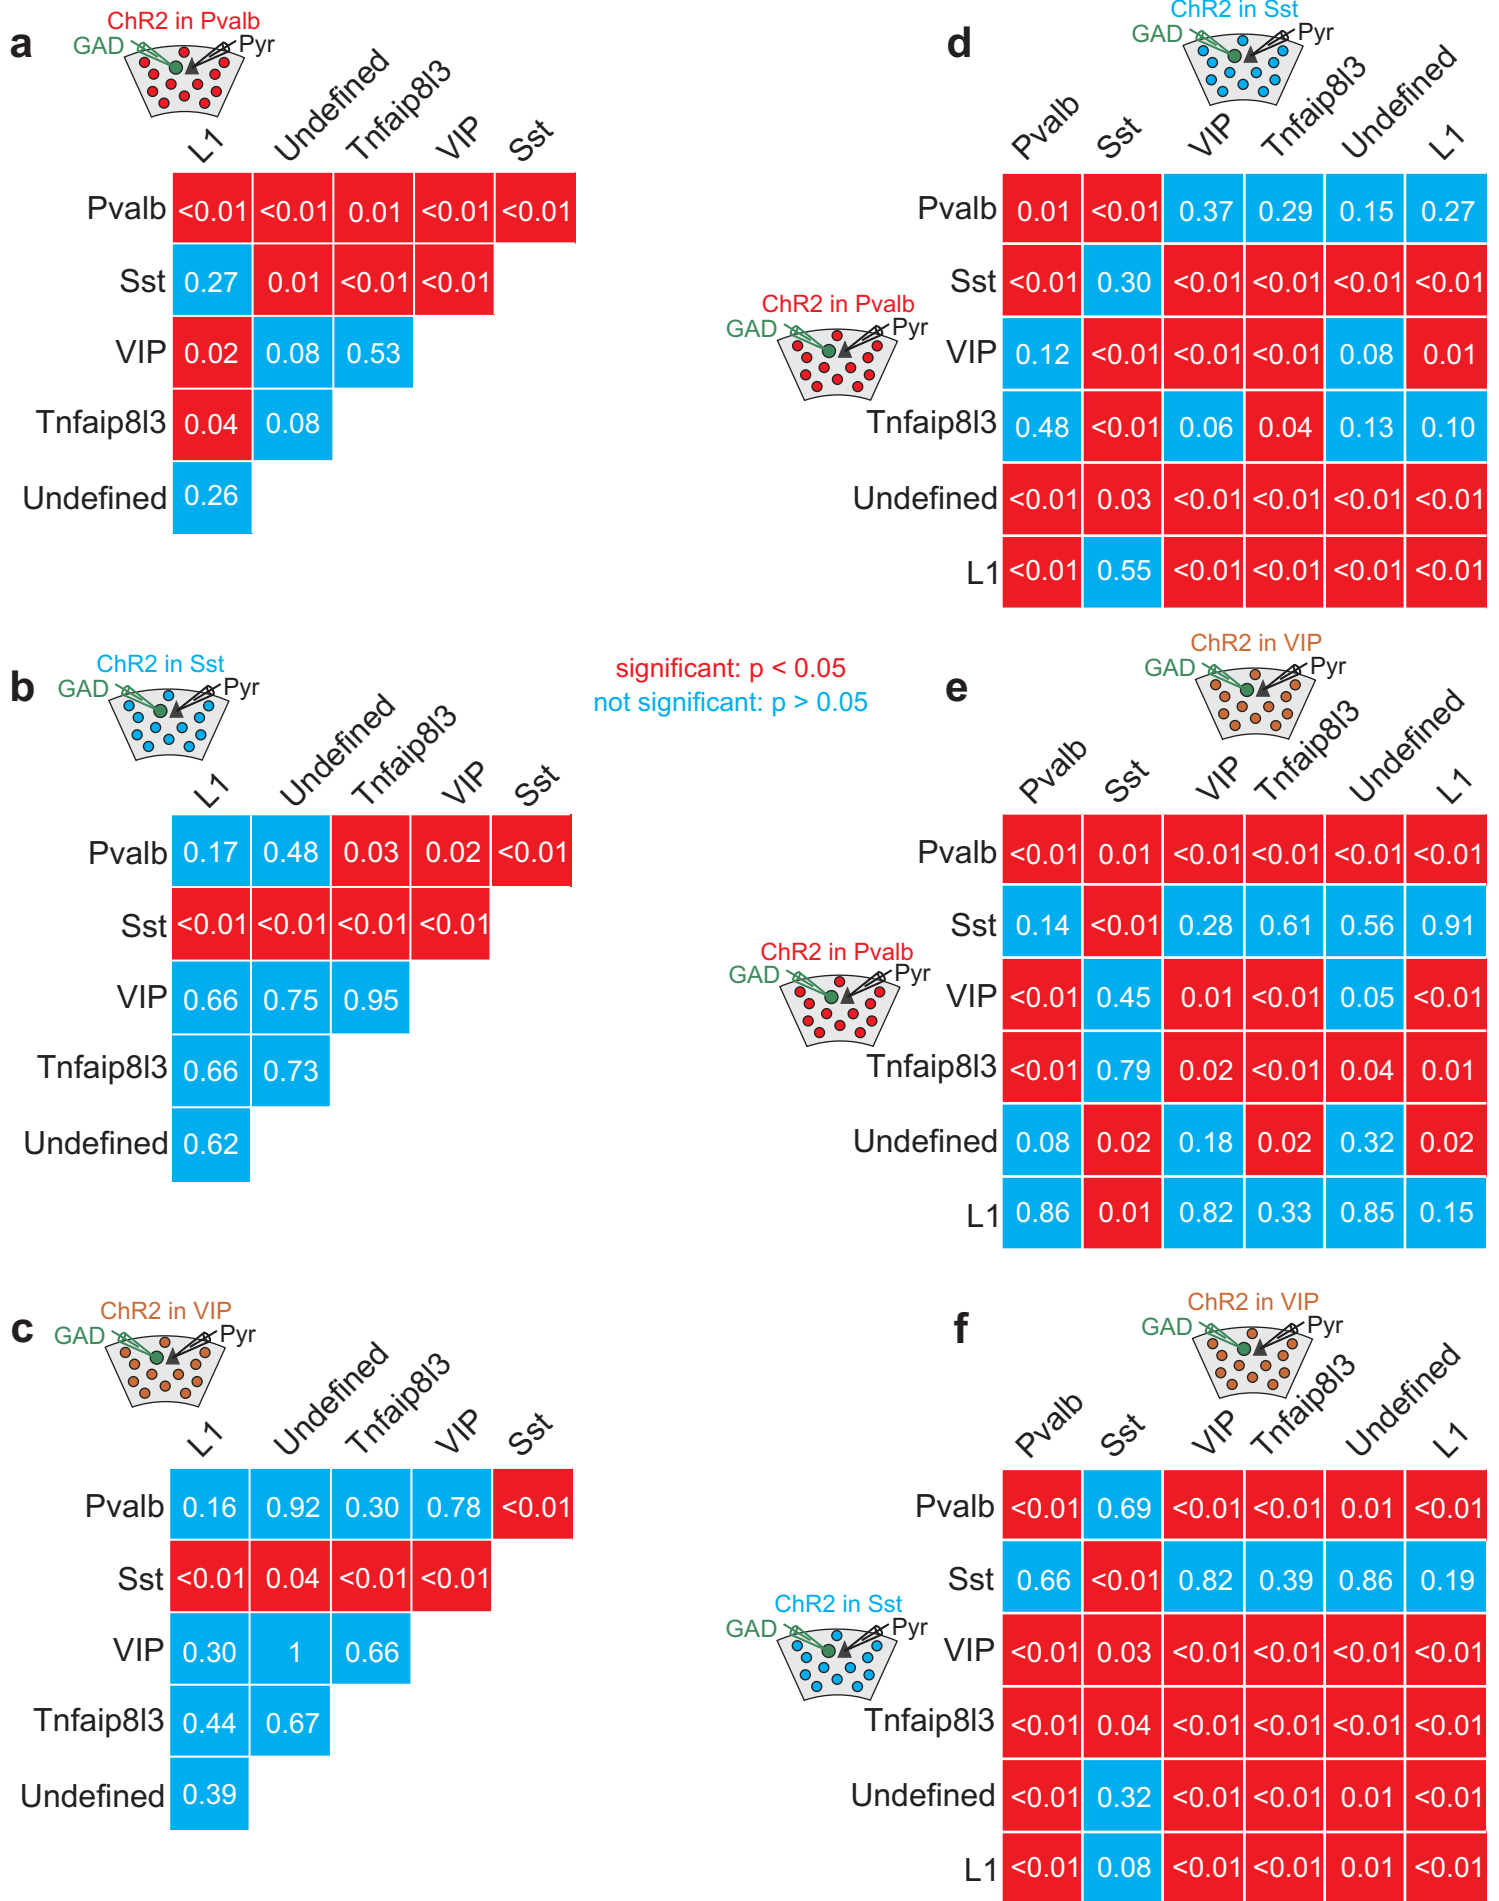 a
ChR2 in Pvalb
GAD
Pyr
L1
Undefined
Tnfaip8l3
VIP
Sst
Pvalb <0.01 <0.01 0.01 <0.01 <0.01
Sst 0.27 0.01 <0.01 <0.01
VIP 0.02 0.08 0.53
Tnfaip8l3 0.04 0.08
Undefined 0.26
b
ChR2 in Sst
GAD
Pyr
L1
Undefined
Tnfaip8l3
VIP
Sst
Pvalb 0.17 0.48 0.03 0.02 <0.01
Sst <0.01 <0.01 <0.01 <0.01
VIP 0.66 0.75 0.95
Tnfaip8l3 0.66 0.73
Undefined 0.62
significant: p < 0.05
not significant: p > 0.05
c
ChR2 in VIP
GAD
Pyr
L1
Undefined
Tnfaip8l3
VIP
Sst
Pvalb 0.16 0.92 0.30 0.78 <0.01
Sst <0.01 0.04 <0.01 <0.01
VIP 0.30 1 0.66
Tnfaip8l3 0.44 0.67
Undefined 0.39
d
ChR2 in Sst
GAD
Pyr
Pvalb
Sst
VIP
Tnfaip8l3
Undefined
L1
ChR2 in Pvalb
GAD
Pyr
Pvalb 0.01 <0.01 0.37 0.29 0.15 0.27
Sst <0.01 0.30 <0.01 <0.01 <0.01 <0.01
VIP 0.12 <0.01 <0.01 <0.01 0.08 0.01
Tnfaip8l3 0.48 <0.01 0.06 0.04 0.13 0.10
Undefined <0.01 0.03 <0.01 <0.01 <0.01 <0.01
L1 <0.01 0.55 <0.01 <0.01 <0.01 <0.01
e
ChR2 in VIP
GAD
Pyr
Pvalb
Sst
VIP
Tnfaip8l3
Undefined
L1
ChR2 in Pvalb
GAD
Pyr
Pvalb <0.01 0.01 <0.01 <0.01 <0.01 <0.01
Sst 0.14 <0.01 0.28 0.61 0.56 0.91
VIP <0.01 0.45 0.01 <0.01 0.05 <0.01
Tnfaip8l3 <0.01 0.79 0.02 <0.01 0.04 0.01
Undefined 0.08 0.02 0.18 0.02 0.32 0.02
L1 0.86 0.01 0.82 0.33 0.85 0.15
f
ChR2 in VIP
GAD
Pyr
Pvalb
Sst
VIP
Tnfaip8l3
Undefined
L1
ChR2 in Sst
GAD
Pyr
Pvalb <0.01 0.69 <0.01 <0.01 0.01 <0.01
Sst 0.66 <0.01 0.82 0.39 0.86 0.19
VIP <0.01 0.03 <0.01 <0.01 <0.01 <0.01
Tnfaip8l3 <0.01 0.04 <0.01 <0.01 <0.01 <0.01
Undefined <0.01 0.32 <0.01 <0.01 0.01 <0.01
L1 <0.01 0.08 <0.01 <0.01 0.01 <0.01